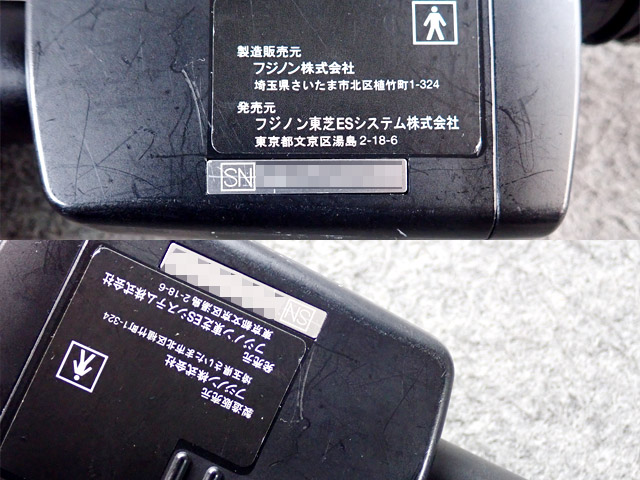 製造販売元
フジノン株式会社
埼玉県さいたま市北区植竹町1-324
発売元
フジノン東芝ESシステム株式会社
東京都文京区湯島2-18-6
SN
製造販売元
フジノン株式会社
埼玉県さいたま市北区植竹町1-324
発売元
フジノン東芝ESシステム株式会社
東京都文京区湯島2-18-6
SN